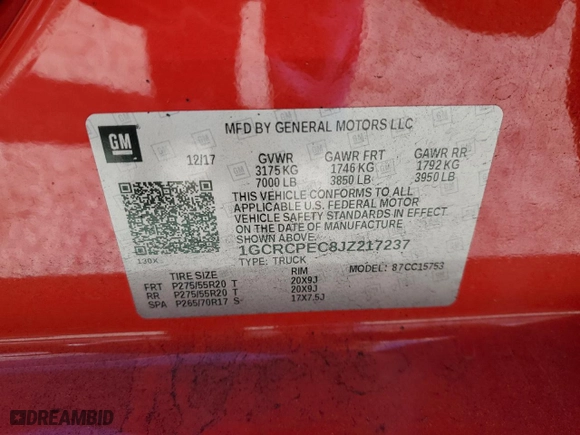 GM
MFD BY GENERAL MOTORS LLC
12/17 GVWR GAWR FRT GAWR RR
3175 KG 1746 KG 1792 KG
7000 LB 3850 LB 3950 LB
THIS VEHICLE CONFORMS TO ALL
APPLICABLE U.S. FEDERAL MOTOR
VEHICLE SAFETY STANDARDS IN EFFECT
ON THE DATE OF MANUFACTURE
SHOWN ABOVE.
1GCRCPEC8JZ217237
TYPE: TRUCK
138X
MODEL: 87CC15753
TIRE SIZE RIM
FRT P275/55R20 T 20X9J
RR P275/55R20 T 20X9J
SPA P265/70R17 S 17X7.5J
DREAMBID